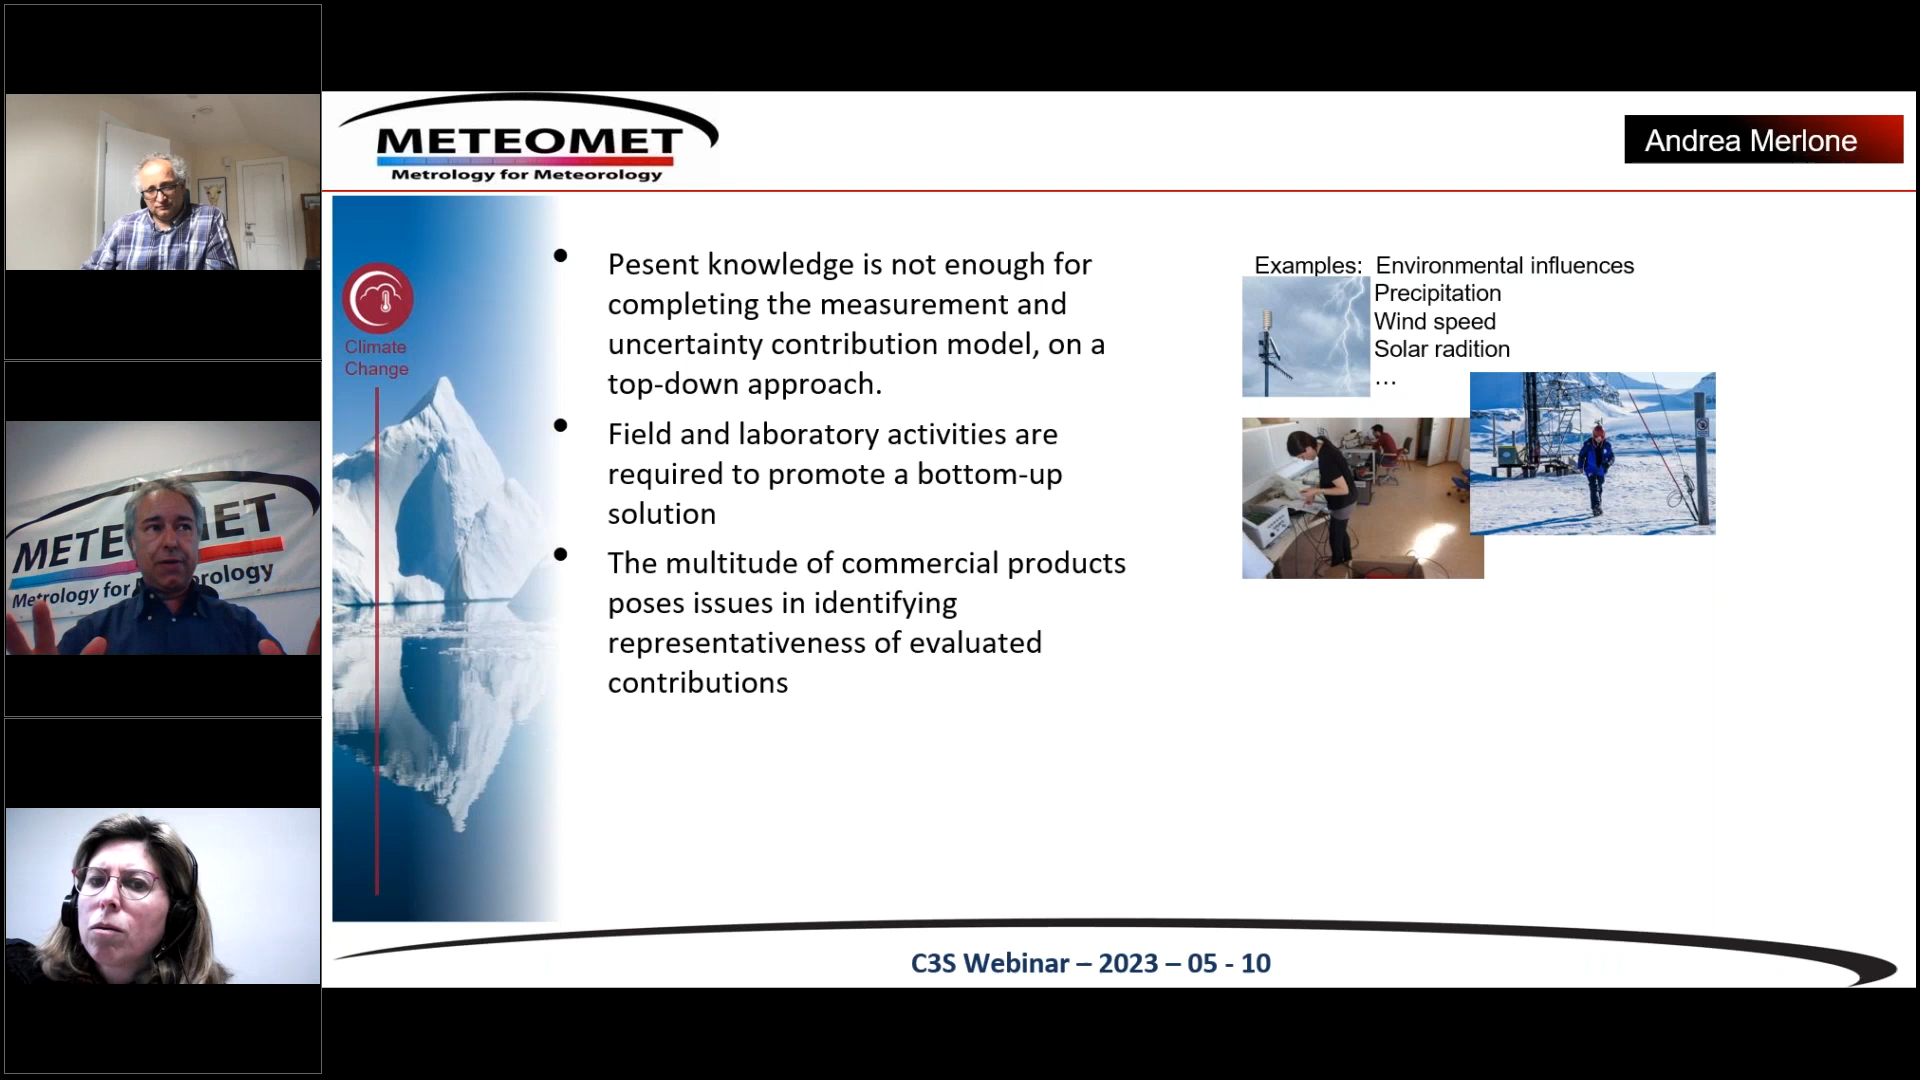 METEOMET
Metrology for Meteorology
Andrea Merlone
Climate
Change
• Pesent knowledge is not enough for
completing the measurement and
uncertainty contribution model, on a
top-down approach.
• Field and laboratory activities are
required to promote a bottom-up
solution
• The multitude of commercial products
poses issues in identifying
representativeness of evaluated
contributions
Examples: Environmental influences
Precipitation
Wind speed
Solar radition
…
C3S Webinar – 2023 – 05 - 10
METE MET
Metrology for orology